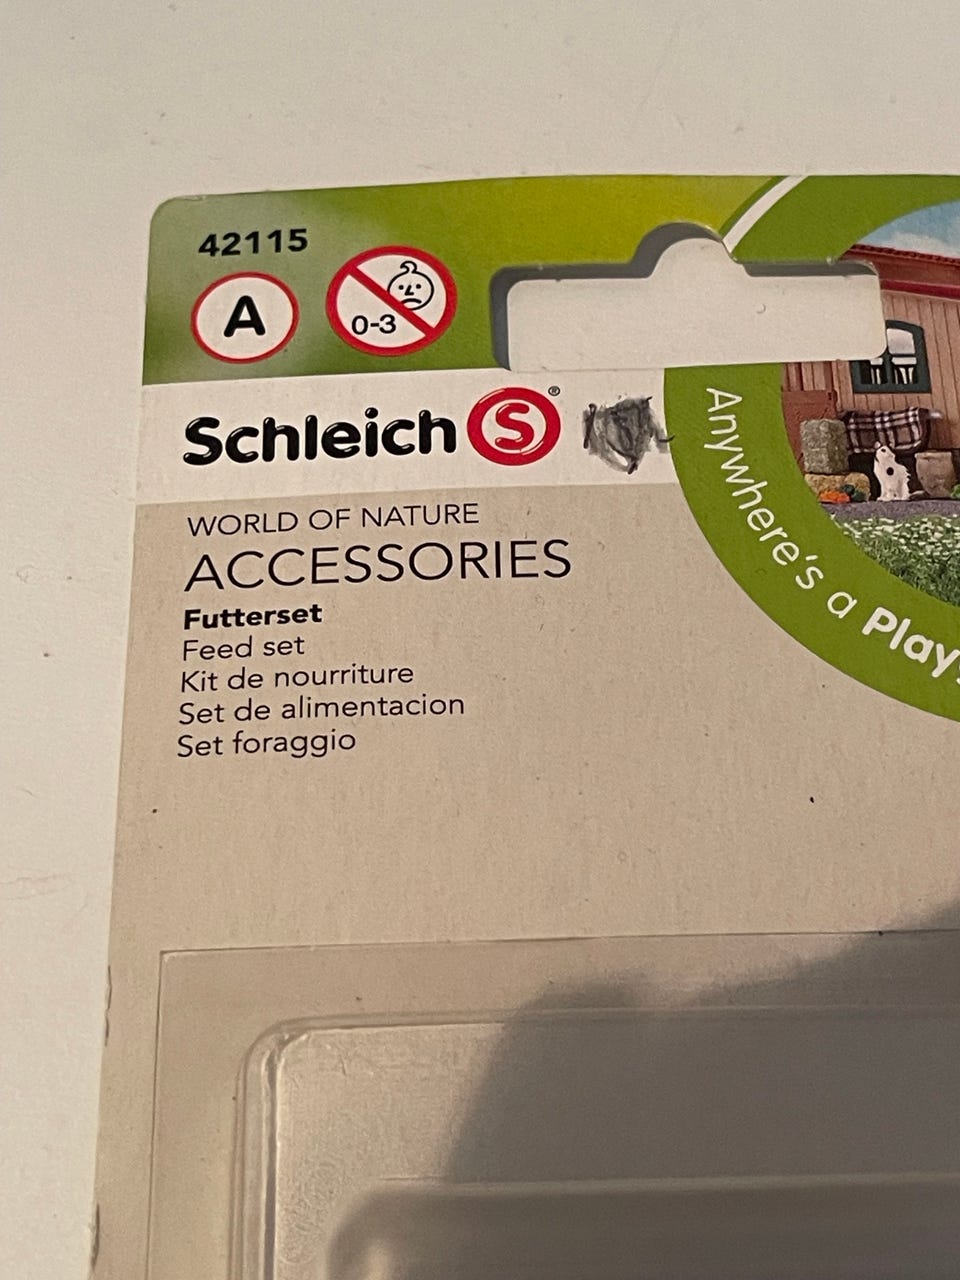 42115
A
0-3
Schleich S®
WORLD OF NATURE
ACCESSORIES
Futterset
Feed set
Kit de nourriture
Set de alimentacion
Set foraggio
Anywhere's a Play